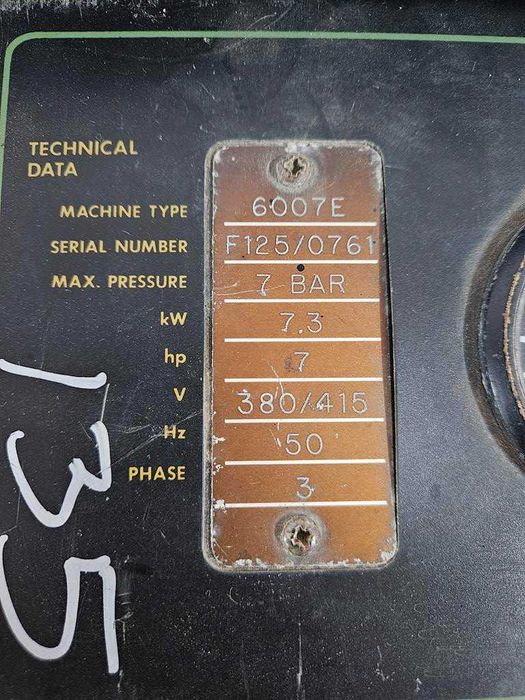 TECHNICAL
DATA
MACHINE TYPE 6007E
SERIAL NUMBER F125/0761
MAX. PRESSURE 7 BAR
kW 7.3
hp 7
V 380/415
Hz 50
PHASE 3
135